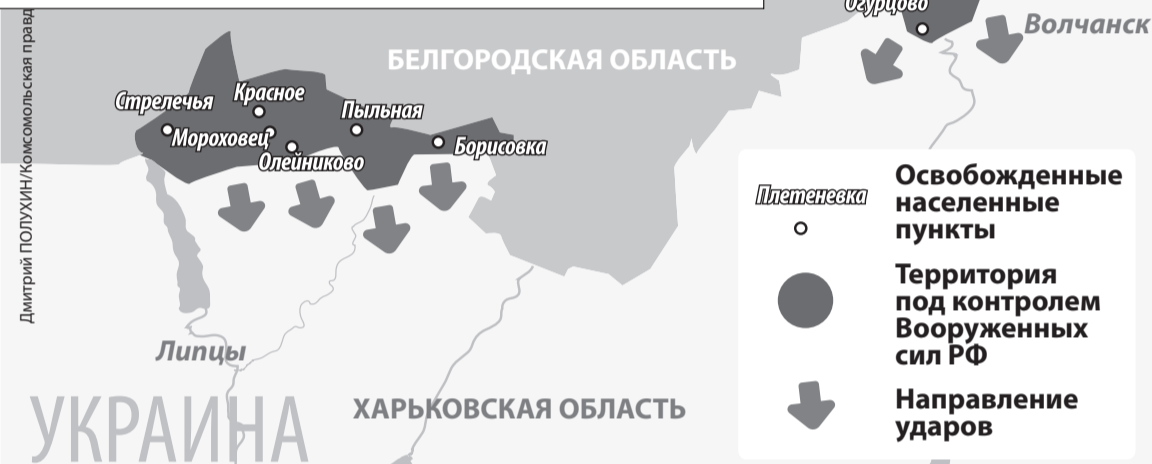 Огурцово
Волчанск
БЕЛГОРОДСКАЯ ОБЛАСТЬ
Стрелечья
Красное
Пыльная
Мороховец
Борисовка
Олейниково
Дмитрий ПОЛУХИН/Комсомольская правд
Плетеневка
Освобожденные
населенные
пункты
Территория
под контролем
Вооруженных
сил РФ
Направление
ударов
Липцы
УКРАИНА
ХАРЬКОВСКАЯ ОБЛАСТЬ